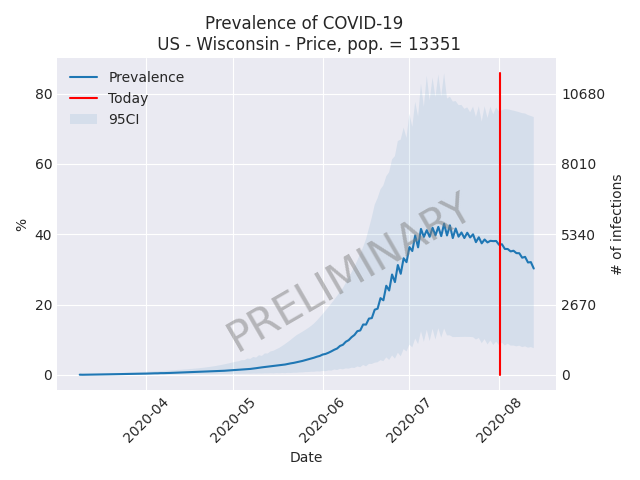 Prevalence of COVID-19
US - Wisconsin - Price, pop. = 13351
Prevalence
Today
95CI
80
60
40
20
0
%
10680
8010
5340
2670
0
# of infections
PRELIMINARY
2020-04
2020-05
2020-06
2020-07
2020-08
Date